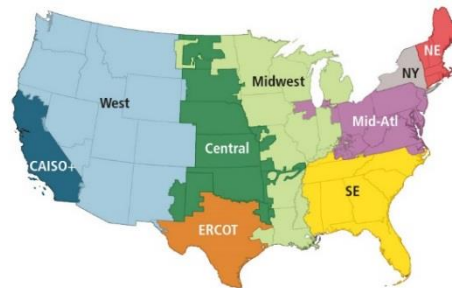 NE
NY
Midwest
West
Mid-Atl
Central
CAISO+
SE
ERCOT